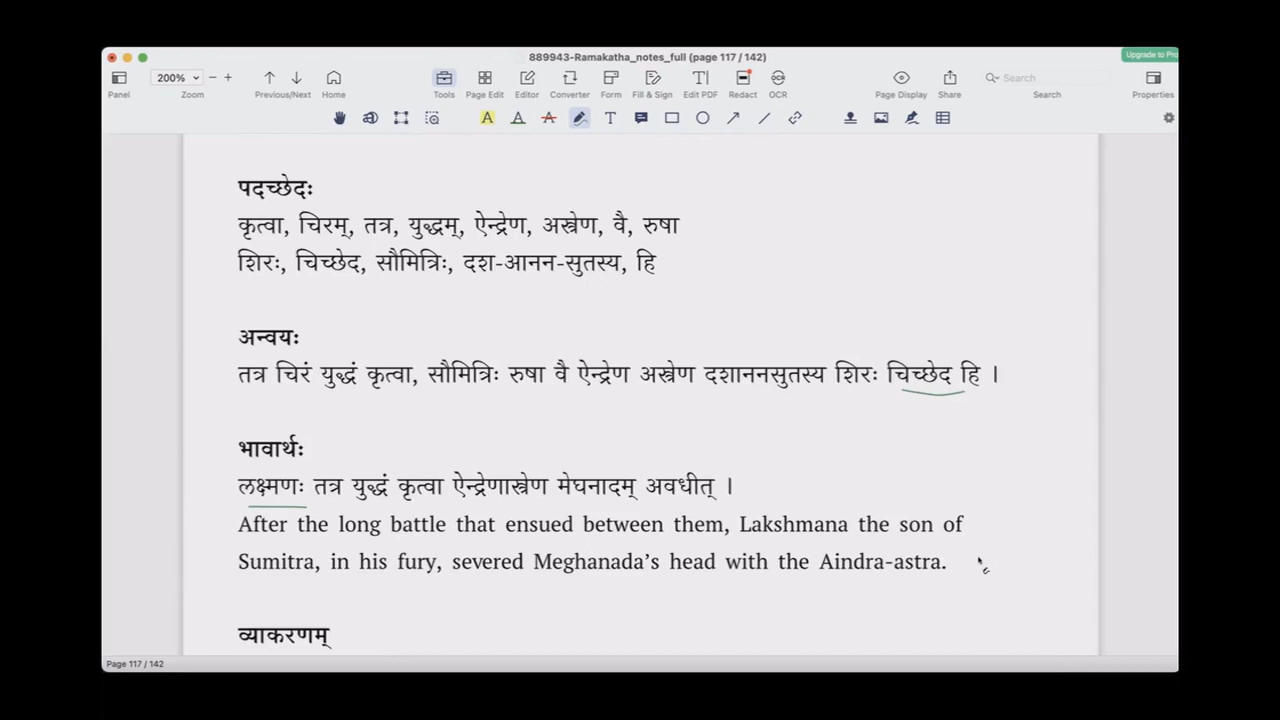 889943-Ramakatha_notes_full (page 117 / 142)
Upgrade to Pro
200%
Search
Panel Zoom Previous/Next Home Tools Page Edit Editor Converter Form Fill & Sign Edit PDF Redact OCR Page Display Share Search Properties
पदच्छेदः
कृत्वा, चिरम्, तत्र, युद्धम्, ऐन्द्रेण, अस्त्रेण, वै, रुषा
शिरः, चिच्छेद, सौमित्रिः, दश-आनन-सुतस्य, हि
अन्वयः
तत्र चिरं युद्धं कृत्वा, सौमित्रिः रुषा वै ऐन्द्रेण अस्त्रेण दशाननसुतस्य शिरः चिच्छेद हि ।
भावार्थः
लक्ष्मणः तत्र युद्धं कृत्वा ऐन्द्रेणास्त्रेण मेघनादम् अवधीत् ।
After the long battle that ensued between them, Lakshmana the son of
Sumitra, in his fury, severed Meghanada’s head with the Aindra-astra.
व्याकरणम्
Page 117 / 142